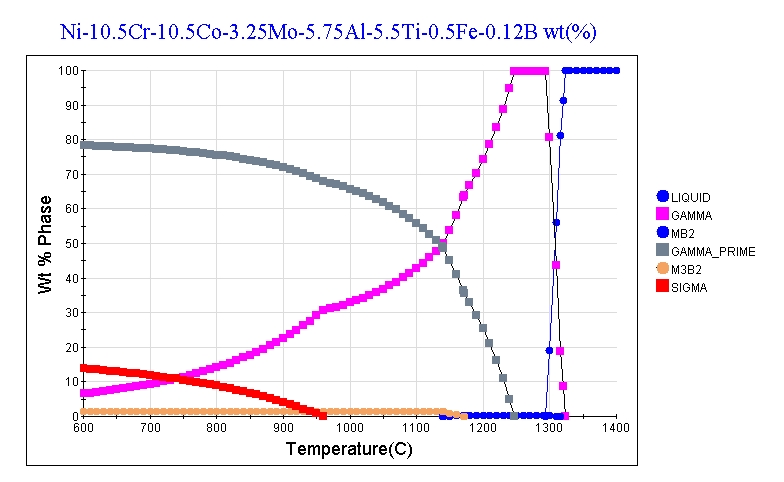 Ni-10.5Cr-10.5Co-3.25Mo-5.75Al-5.5Ti-0.5Fe-0.12B wt(%)
100
90
80
70
60
50
40
30
20
10
0
Wt % Phase
600 700 800 900 1000 1100 1200 1300 1400
Temperature(C)
LIQUID
GAMMA
MB2
GAMMA_PRIME
M3B2
SIGMA